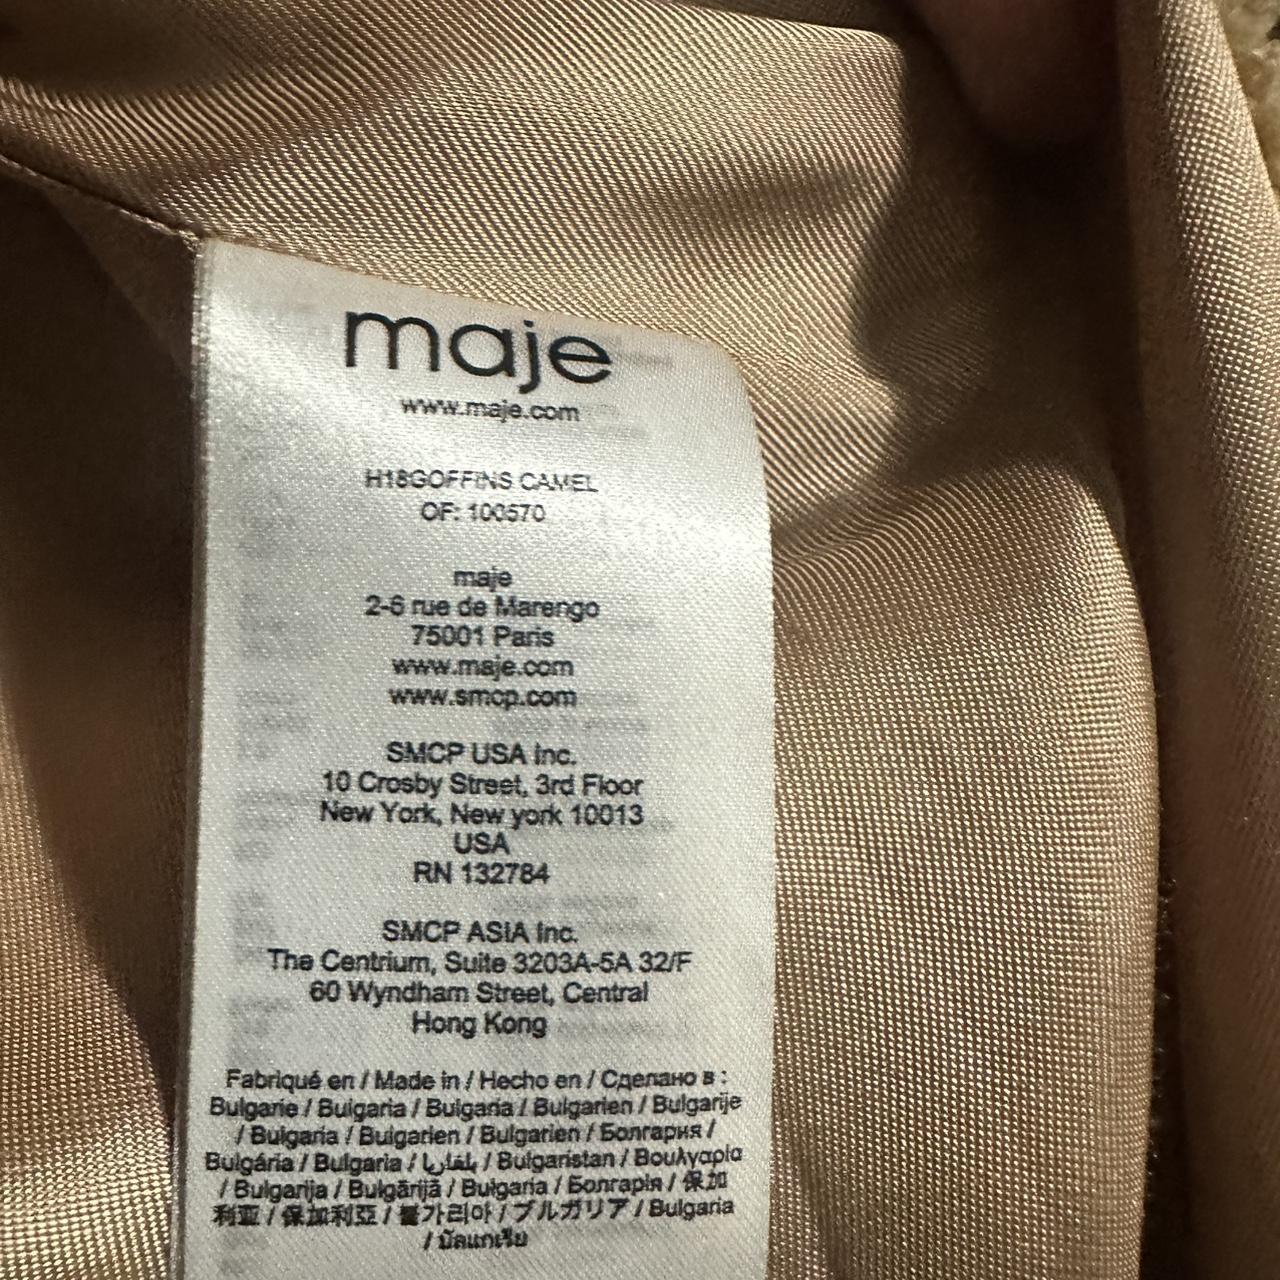 maje
www.maje.com
H18GOFFINS CAMEL
OF: 100570
maje
2-6 rue de Marengo
75001 Paris
www.maje.com
www.smcp.com
SMCP USA Inc.
10 Crosby Street, 3rd Floor
New York, New york 10013
USA
RN 132784
SMCP ASIA Inc.
The Centrium, Suite 3203A-5A 32/F
60 Wyndham Street, Central
Hong Kong
Fabriqué en / Made in / Hecho en / Сделано в :
Bulgarie / Bulgaria / Bulgaria / Bulgarien / Bulgarije
/ Bulgaria / Bulgarien / Bulgarien / Болгария /
Bulgária / Bulgaria / بلغاريا / Bulgaristan / Βουλγαρία
/ Bulgarija / Bulgārijā / Bułgaria / Болгарія / 保加
利亚 / 保加利亞 / 불가리아 / ブルガリア / Bulgaria
/ บัลแกเรีย